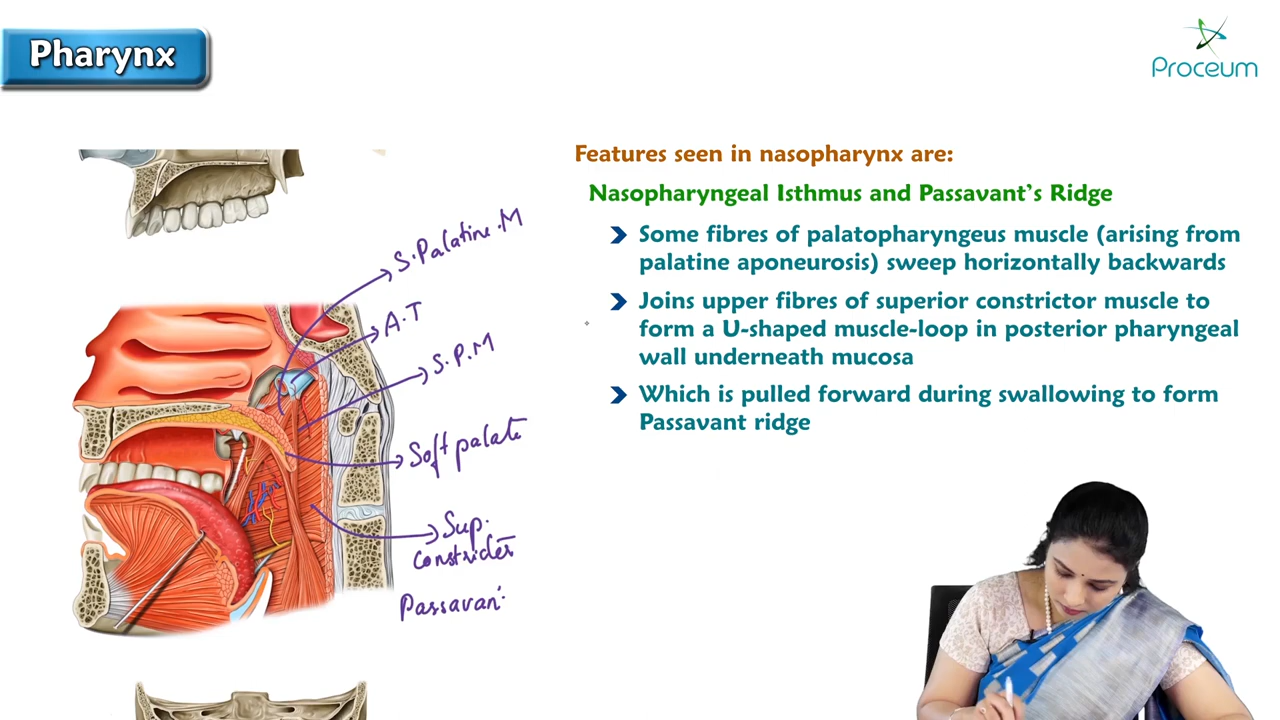 Pharynx
Proceum
Features seen in nasopharynx are:
Nasopharyngeal Isthmus and Passavant's Ridge
Some fibres of palatopharyngeus muscle (arising from
palatine aponeurosis) sweep horizontally backwards
Joins upper fibres of superior constrictor muscle to
form a U-shaped muscle-loop in posterior pharyngeal
wall underneath mucosa
Which is pulled forward during swallowing to form
Passavant ridge
S.Palatine.M
A.T
S.P.M
Soft palate
Sup.
constrictor
Passavan